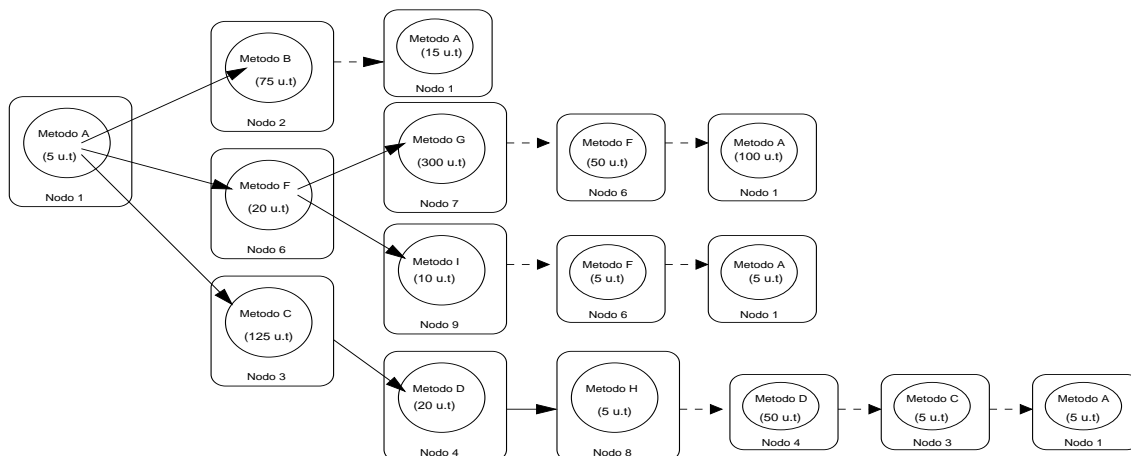 Metodo A
(15 u.t)
Nodo 1
Metodo B
(75 u.t)
Nodo 2
Metodo A
(5 u.t)
Nodo 1
Metodo G
(300 u.t)
Nodo 7
Metodo F
(50 u.t)
Nodo 6
Metodo A
(100 u.t)
Nodo 1
Metodo F
(20 u.t)
Nodo 6
Metodo I
(10 u.t)
Nodo 9
Metodo F
(5 u.t)
Nodo 6
Metodo A
(5 u.t)
Nodo 1
Metodo C
(125 u.t)
Nodo 3
Metodo D
(20 u.t)
Nodo 4
Metodo H
(5 u.t)
Nodo 8
Metodo D
(50 u.t)
Nodo 4
Metodo C
(5 u.t)
Nodo 3
Metodo A
(5 u.t)
Nodo 1